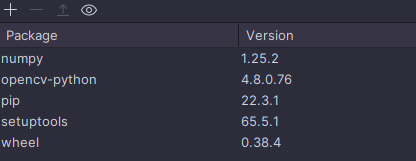 Package Version
numpy 1.25.2
opencv-python 4.8.0.76
pip 22.3.1
setuptools 65.5.1
wheel 0.38.4